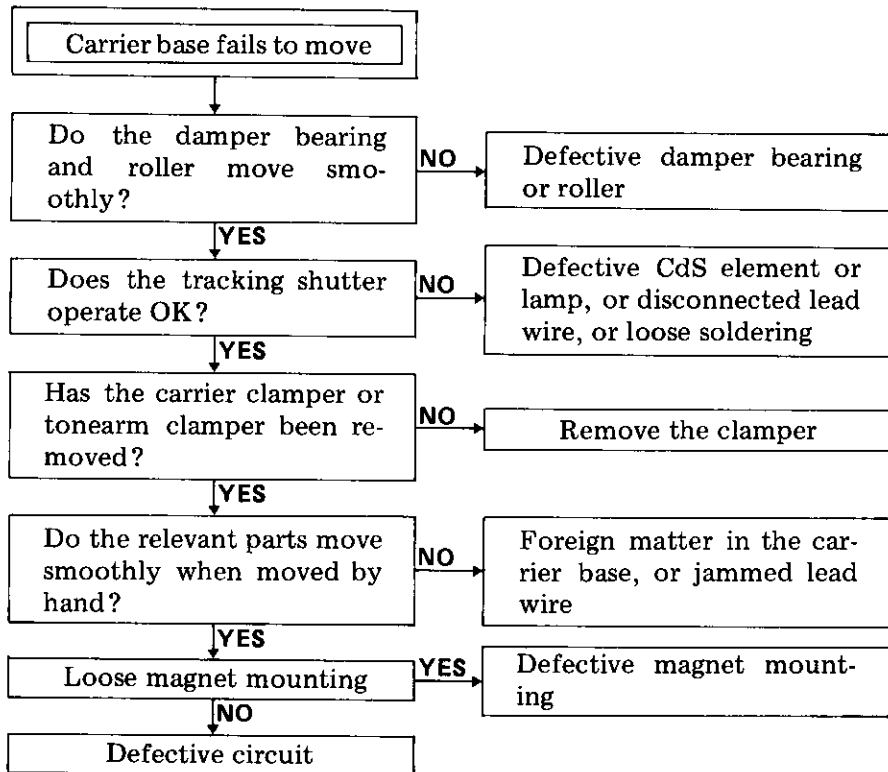 Carrier base fails to move
Do the damper bearing
and roller move smo-
othly?
NO
Defective damper bearing
or roller
YES
Does the tracking shutter
operate OK?
NO
Defective CdS element or
lamp, or disconnected lead
wire, or loose soldering
YES
Has the carrier clamper or
tonearm clamper been re-
moved?
NO
Remove the clamper
YES
Do the relevant parts move
smoothly when moved by
hand?
NO
Foreign matter in the car-
rier base, or jammed lead
wire
YES
Loose magnet mounting
YES
Defective magnet mount-
ing
NO
Defective circuit